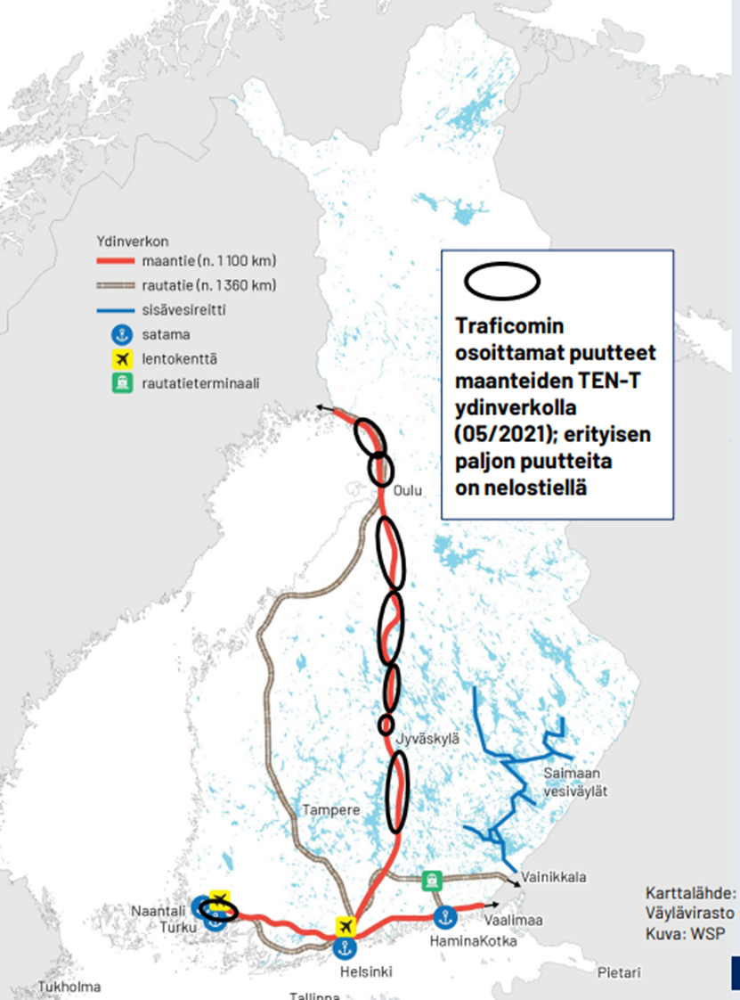 Ydinverkon
maantie (n. 1 100 km)
rautatie (n. 1 360 km)
sisävesireitti
satama
lentokenttä
rautatieterminaali
Traficomin
osoittamat puutteet
maanteiden TEN-T
ydinverkolla
(05/2021); erityisen
paljon puutteita
on nelostiellä
Oulu
Jyväskylä
Saimaan
vesiväylät
Tampere
Vainikkala
Karttalähde:
Väylävirasto
Kuva: WSP
Naantali
Turku
Vaalimaa
HaminaKotka
Helsinki
Pietari
Tukholma
Tallinna